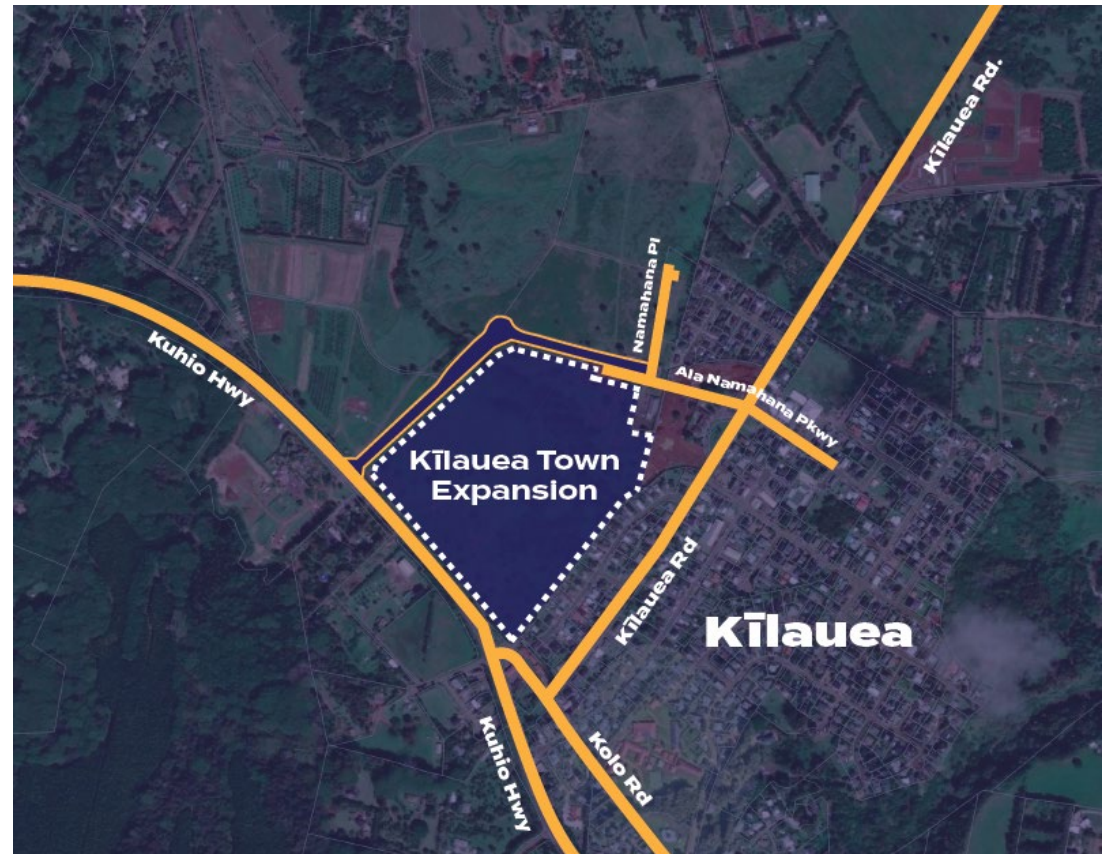 Kīlauea Rd.
Namahana Pl
Kuhio Hwy
Ala Namahana Pkwy
Kīlauea Town
Expansion
Kīlauea Rd
Kīlauea
Kuhio Hwy
Kolo Rd